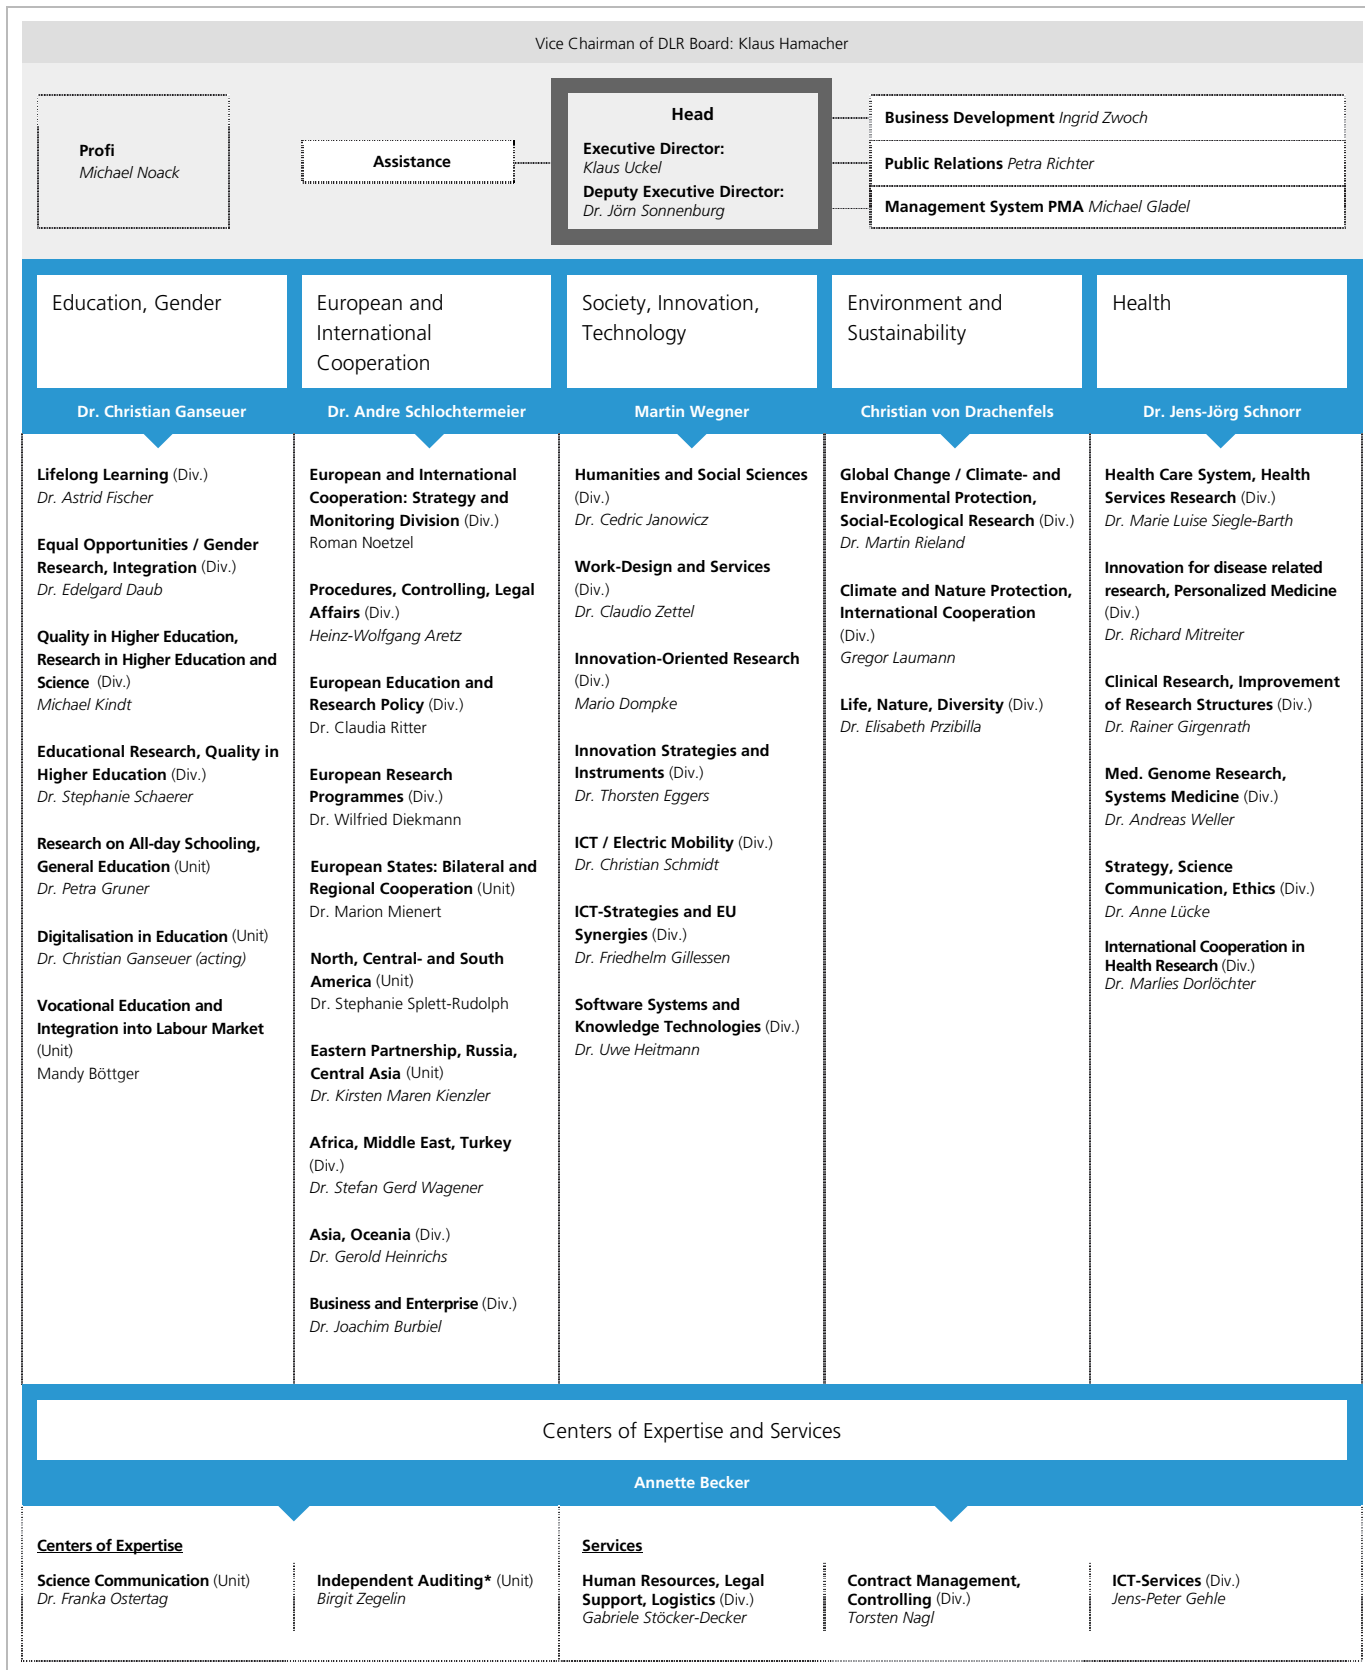 Vice Chairman of DLR Board: Klaus Hamacher
Profi
Michael Noack
Assistance
Head
Executive Director:
Klaus Uckel
Deputy Executive Director:
Dr. Jörn Sonnenburg
Business Development Ingrid Zwoch
Public Relations Petra Richter
Management System PMA Michael Gladel
Education, Gender
Dr. Christian Ganseuer
Lifelong Learning (Div.)
Dr. Astrid Fischer
Equal Opportunities / Gender
Research, Integration (Div.)
Dr. Edelgard Daub
Quality in Higher Education,
Research in Higher Education and
Science (Div.)
Michael Kindt
Educational Research, Quality in
Higher Education (Div.)
Dr. Stephanie Schaerer
Research on All-day Schooling,
General Education (Unit)
Dr. Petra Gruner
Digitalisation in Education (Unit)
Dr. Christian Ganseuer (acting)
Vocational Education and
Integration into Labour Market
(Unit)
Mandy Böttger
European and
International
Cooperation
Dr. Andre Schlochtermeier
European and International
Cooperation: Strategy and
Monitoring Division (Div.)
Roman Noetzel
Procedures, Controlling, Legal
Affairs (Div.)
Heinz-Wolfgang Aretz
European Education and
Research Policy (Div.)
Dr. Claudia Ritter
European Research
Programmes (Div.)
Dr. Wilfried Diekmann
European States: Bilateral and
Regional Cooperation (Unit)
Dr. Marion Mienert
North, Central- and South
America (Unit)
Dr. Stephanie Splett-Rudolph
Eastern Partnership, Russia,
Central Asia (Unit)
Dr. Kirsten Maren Kienzler
Africa, Middle East, Turkey
(Div.)
Dr. Stefan Gerd Wagener
Asia, Oceania (Div.)
Dr. Gerold Heinrichs
Business and Enterprise (Div.)
Dr. Joachim Burbiel
Society, Innovation,
Technology
Martin Wegner
Humanities and Social Sciences
(Div.)
Dr. Cedric Janowicz
Work-Design and Services
(Div.)
Dr. Claudio Zettel
Innovation-Oriented Research
(Div.)
Mario Dompke
Innovation Strategies and
Instruments (Div.)
Dr. Thorsten Eggers
ICT / Electric Mobility (Div.)
Dr. Christian Schmidt
ICT-Strategies and EU
Synergies (Div.)
Dr. Friedhelm Gillessen
Software Systems and
Knowledge Technologies (Div.)
Dr. Uwe Heitmann
Environment and
Sustainability
Christian von Drachenfels
Global Change / Climate- and
Environmental Protection,
Social-Ecological Research (Div.)
Dr. Martin Rieland
Climate and Nature Protection,
International Cooperation
(Div.)
Gregor Laumann
Life, Nature, Diversity (Div.)
Dr. Elisabeth Przibilla
Health
Dr. Jens-Jörg Schnorr
Health Care System, Health
Services Research (Div.)
Dr. Marie Luise Siegle-Barth
Innovation for disease related
research, Personalized Medicine
(Div.)
Dr. Richard Mitreiter
Clinical Research, Improvement
of Research Structures (Div.)
Dr. Rainer Girgenrath
Med. Genome Research,
Systems Medicine (Div.)
Dr. Andreas Weller
Strategy, Science
Communication, Ethics (Div.)
Dr. Anne Lücke
International Cooperation in
Health Research (Div.)
Dr. Marlies Dorlöchter
Centers of Expertise and Services
Annette Becker
Centers of Expertise
Science Communication (Unit)
Dr. Franka Ostertag
Independent Auditing* (Unit)
Birgit Zegelin
Services
Human Resources, Legal
Support, Logistics (Div.)
Gabriele Stöcker-Decker
Contract Management,
Controlling (Div.)
Torsten Nagl
ICT-Services (Div.)
Jens-Peter Gehle